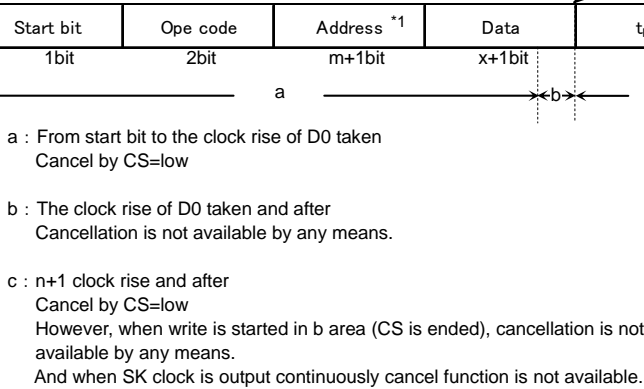 Start bit Ope code Address *1 Data t
1bit 2bit m+1bit x+1bit
a b
a : From start bit to the clock rise of D0 taken
Cancel by CS=low
b : The clock rise of D0 taken and after
Cancellation is not available by any means.
c : n+1 clock rise and after
Cancel by CS=low
However, when write is started in b area (CS is ended), cancellation is not
available by any means.
And when SK clock is output continuously cancel function is not available.